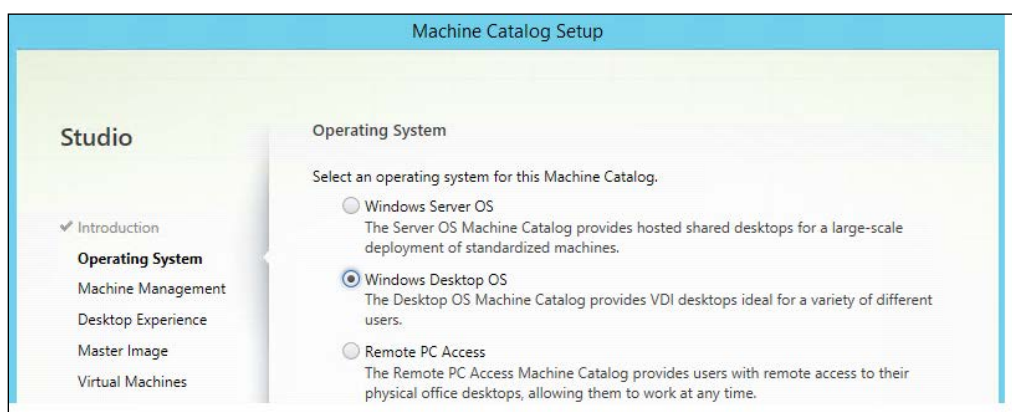 Machine Catalog Setup
Studio
✔ Introduction
Operating System
Machine Management
Desktop Experience
Master Image
Virtual Machines
Operating System
Select an operating system for this Machine Catalog.
Windows Server OS
The Server OS Machine Catalog provides hosted shared desktops for a large-scale
deployment of standardized machines.
Windows Desktop OS
The Desktop OS Machine Catalog provides VDI desktops ideal for a variety of different
users.
Remote PC Access
The Remote PC Access Machine Catalog provides users with remote access to their
physical office desktops, allowing them to work at any time.